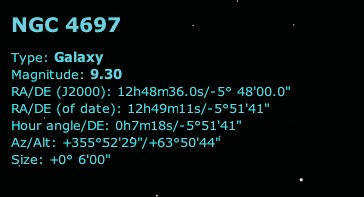 NGC 4697
Type: Galaxy
Magnitude: 9.30
RA/DE (J2000): 12h48m36.0s/-5° 48'00.0"
RA/DE (of date): 12h49m11s/-5°51'41"
Hour angle/DE: 0h7m18s/-5°51'41"
Az/Alt: +355°52'29"/+63°50'44"
Size: +0° 6'00"